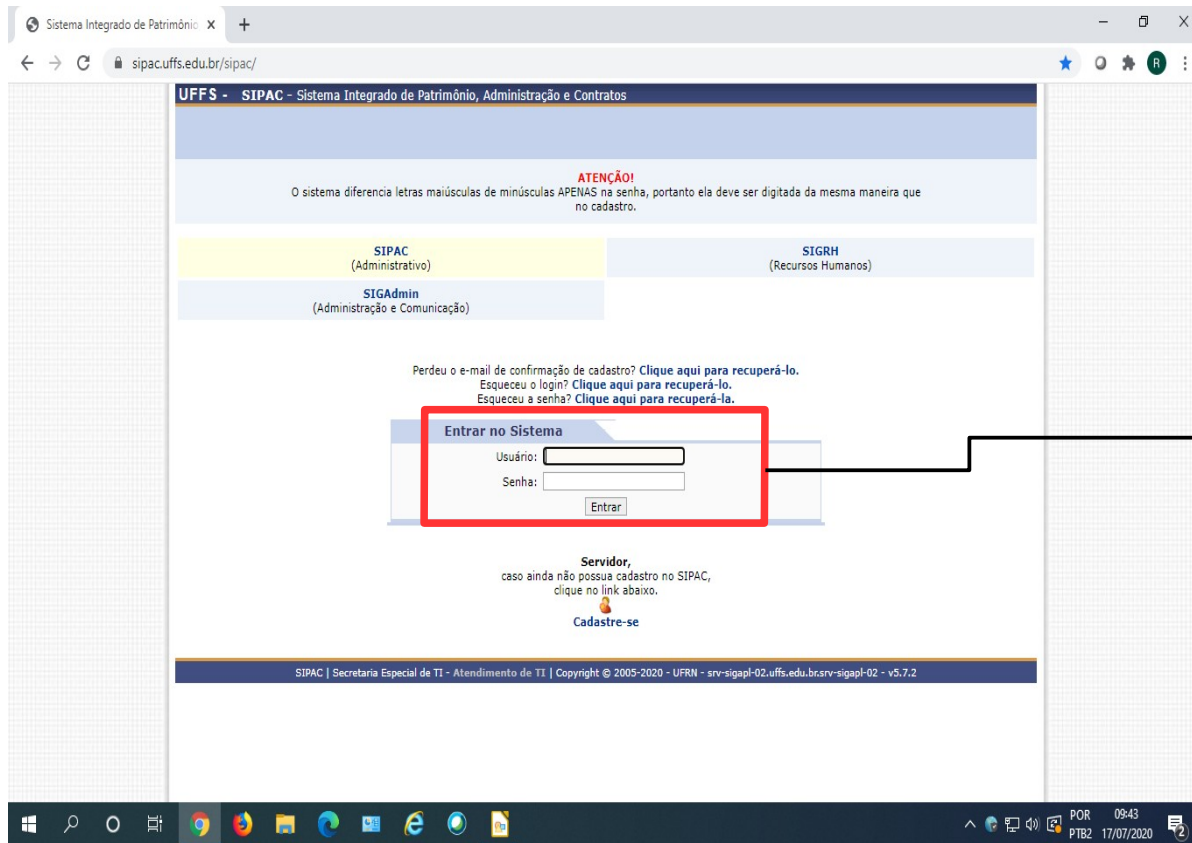 Sistema Integrado de Patrimônio
sipac.uffs.edu.br/sipac/
R
UFFS - SIPAC - Sistema Integrado de Patrimônio, Administração e Contratos
ATENÇÃO!
O sistema diferencia letras maiúsculas de minúsculas APENAS na senha, portanto ela deve ser digitada da mesma maneira que
no cadastro.
SIPAC
(Administrativo)
SIGRH
(Recursos Humanos)
SIGAdmin
(Administração e Comunicação)
Perdeu o e-mail de confirmação de cadastro? Clique aqui para recuperá-lo.
Esqueceu o login? Clique aqui para recuperá-lo.
Esqueceu a senha? Clique aqui para recuperá-la.
Entrar no Sistema
Usuário:
Senha:
Entrar
Servidor,
caso ainda não possua cadastro no SIPAC,
clique no link abaixo.
Cadastre-se
SIPAC | Secretaria Especial de TI - Atendimento de TI | Copyright © 2005-2020 - UFRN - srv-sigapl-02.uffs.edu.br.srv-sigapl-02 - v5.7.2
POR 09:43
PTB2 17/07/2020
2